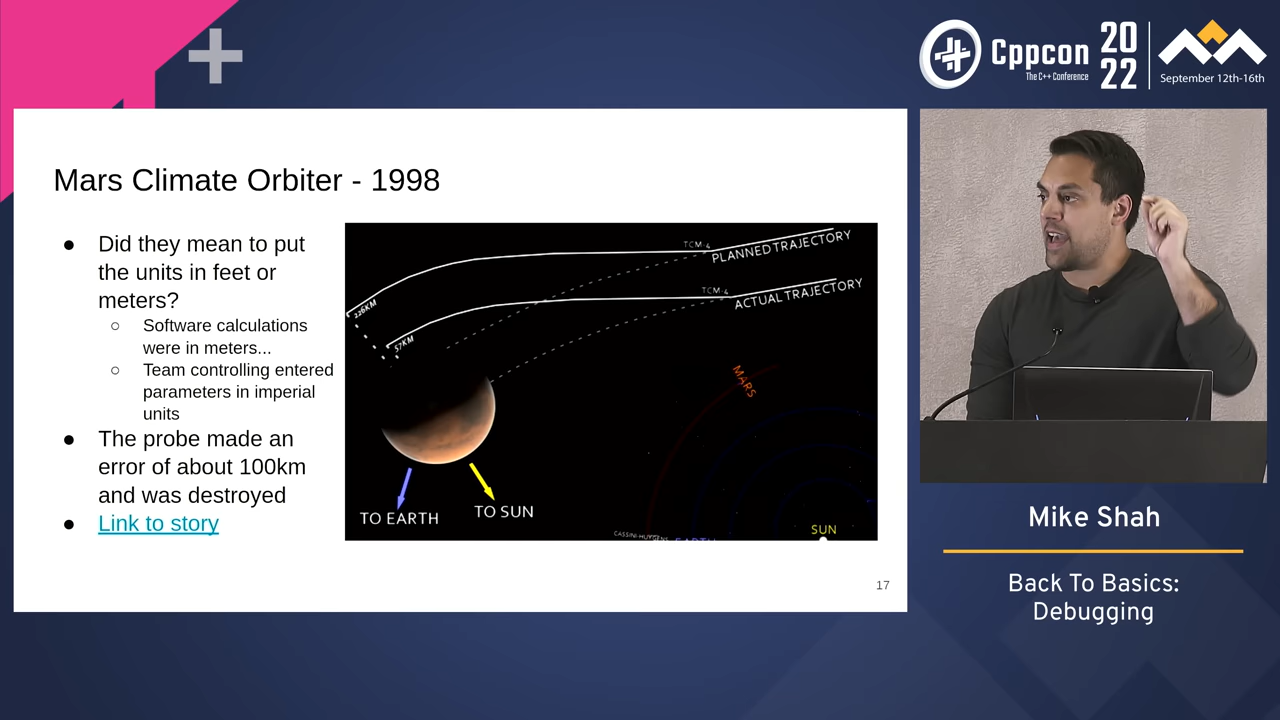 Cppcon
The C++ Conference
20
22
September 12th-16th
Mars Climate Orbiter - 1998
● Did they mean to put
the units in feet or
meters?
○ Software calculations
were in meters...
○ Team controlling entered
parameters in imperial
units
● The probe made an
error of about 100km
and was destroyed
● Link to story
TCM-4
PLANNED TRAJECTORY
226KM
TCM-4
ACTUAL TRAJECTORY
57KM
MARS
TO EARTH
TO SUN
SUN
CASSINI-HUYGENS
EARTH
17
Mike Shah
Back To Basics:
Debugging